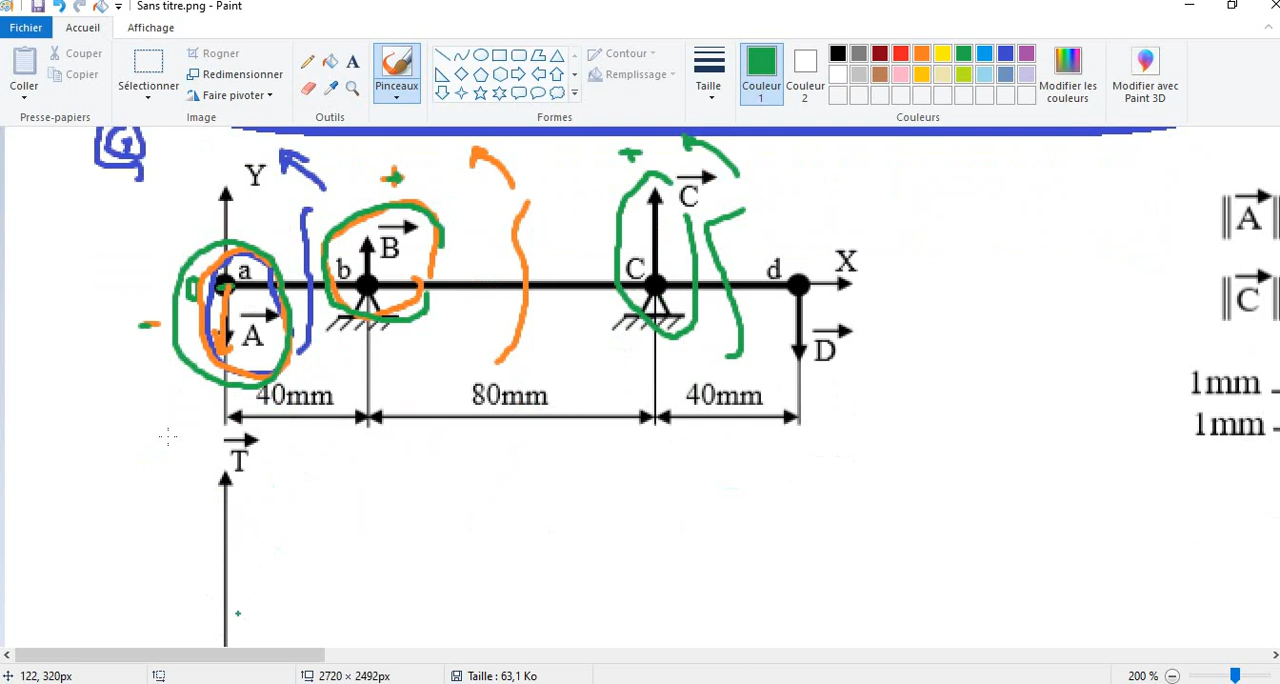 Sans titre.png - Paint
Fichier Accueil Affichage
Coller
Couper
Copier
Presse-papiers
Sélectionner
Rogner
Redimensionner
Faire pivoter
Image
A
Outils
Pinceaux
Contour
Remplissage
Formes
Taille
Couleur 1
Couleur 2
Modifier les couleurs
Couleurs
Modifier avec Paint 3D
Y
+ + -
a A
b B
C C
d D
X
40mm 80mm 40mm
T
‖A‖
‖C‖
1mm
1mm
122, 320px
2720 × 2492px
Taille : 63,1 Ko
200 %